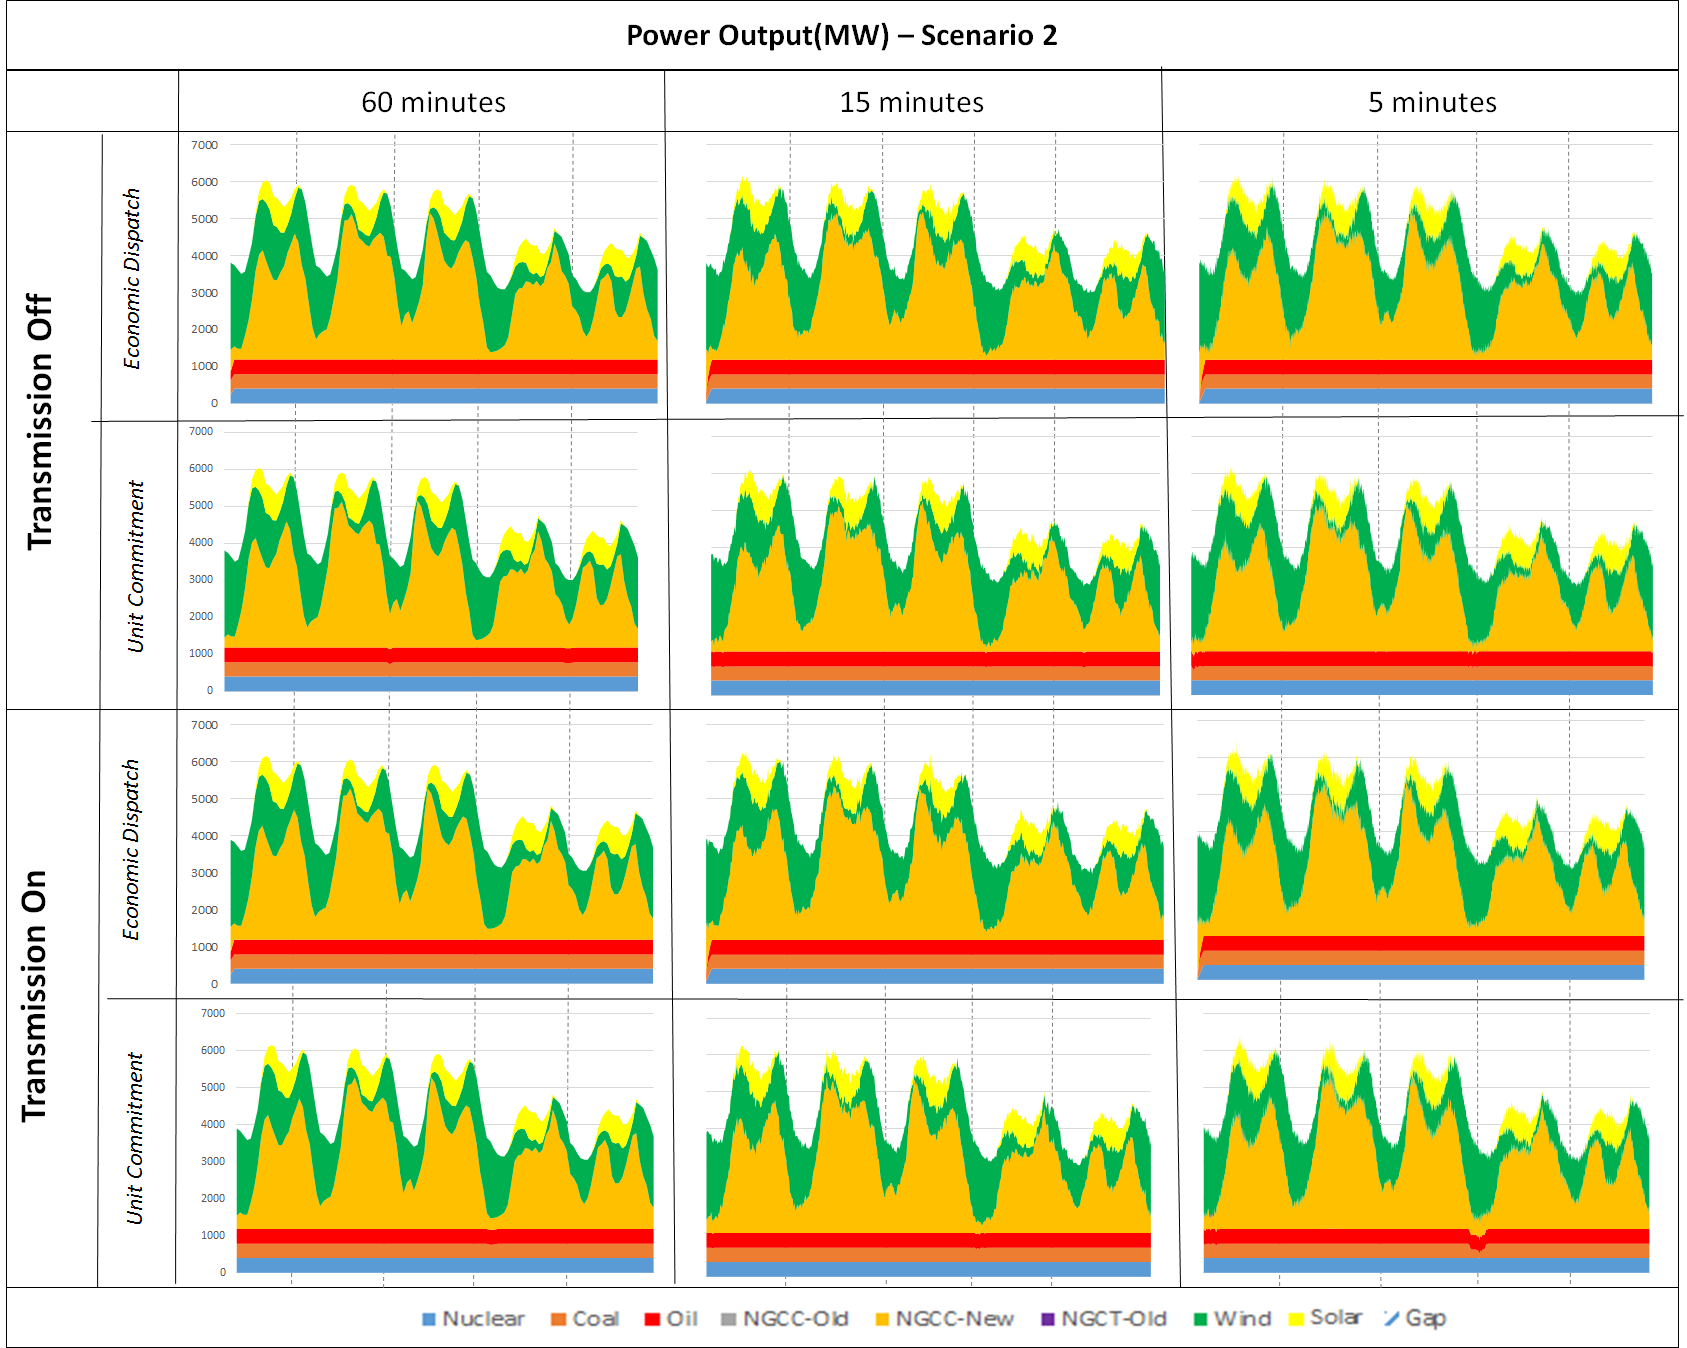 Power Output(MW) – Scenario 2
60 minutes
15 minutes
5 minutes
Transmission Off
Economic Dispatch
7000
6000
5000
4000
3000
2000
1000
0
Unit Commitment
7000
6000
5000
4000
3000
2000
1000
0
Transmission On
Economic Dispatch
7000
6000
5000
4000
3000
2000
1000
0
Unit Commitment
7000
6000
5000
4000
3000
2000
1000
0
Nuclear Coal Oil NGCC-Old NGCC-New NGCT-Old Wind Solar Gap